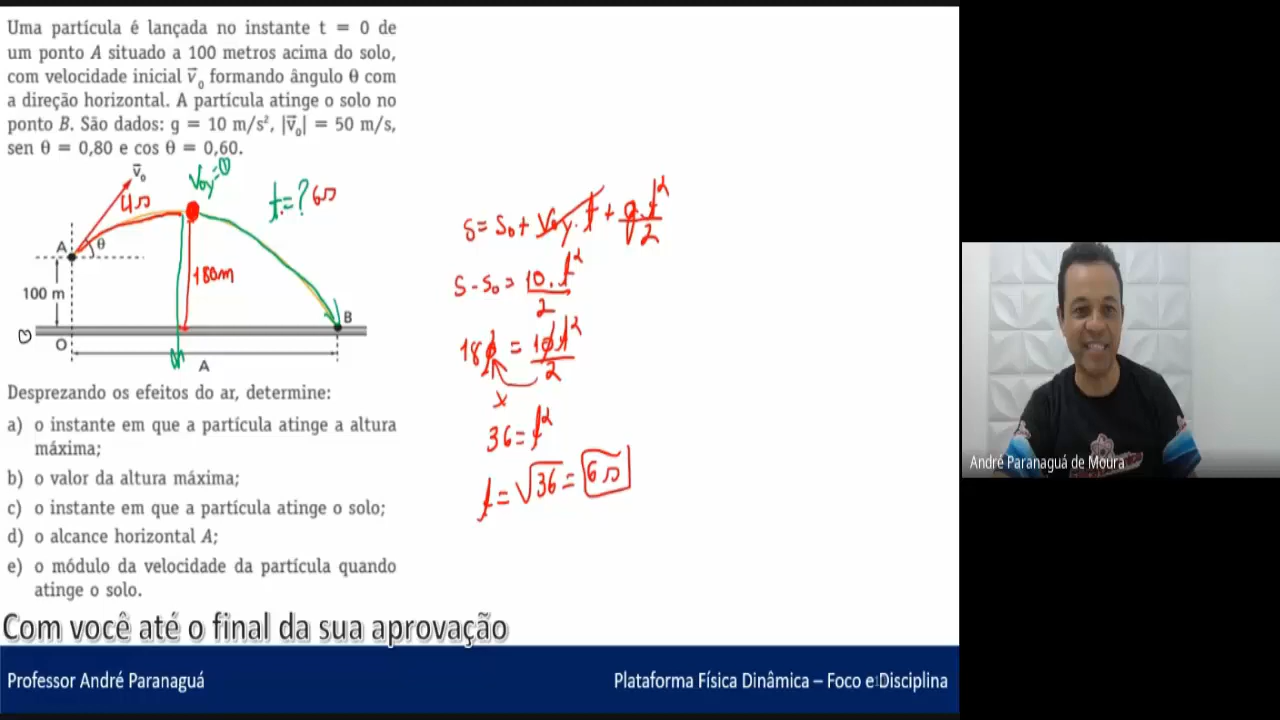 Uma partícula é lançada no instante t = 0 de
um ponto A situado a 100 metros acima do solo,
com velocidade inicial v⃗₀ formando ângulo θ com
a direção horizontal. A partícula atinge o solo no
ponto B. São dados: g = 10 m/s², |v⃗₀| = 50 m/s,
sen θ = 0,80 e cos θ = 0,60.
v⃗₀
Voy=0
4s
t=? 6s
A
θ
180m
100 m
B
0
O
A
S = S₀ + Voy.t + g.t²/2
S - S₀ = 10.t²/2
180 = 10t²/2
x
36 = t²
t = √36 = 6s
Desprezando os efeitos do ar, determine:
a) o instante em que a partícula atinge a altura
máxima;
b) o valor da altura máxima;
c) o instante em que a partícula atinge o solo;
d) o alcance horizontal A;
e) o módulo da velocidade da partícula quando
atinge o solo.
Com você até o final da sua aprovação
Professor André Paranaguá
Plataforma Física Dinâmica – Foco e Disciplina
André Paranaguá de Moura